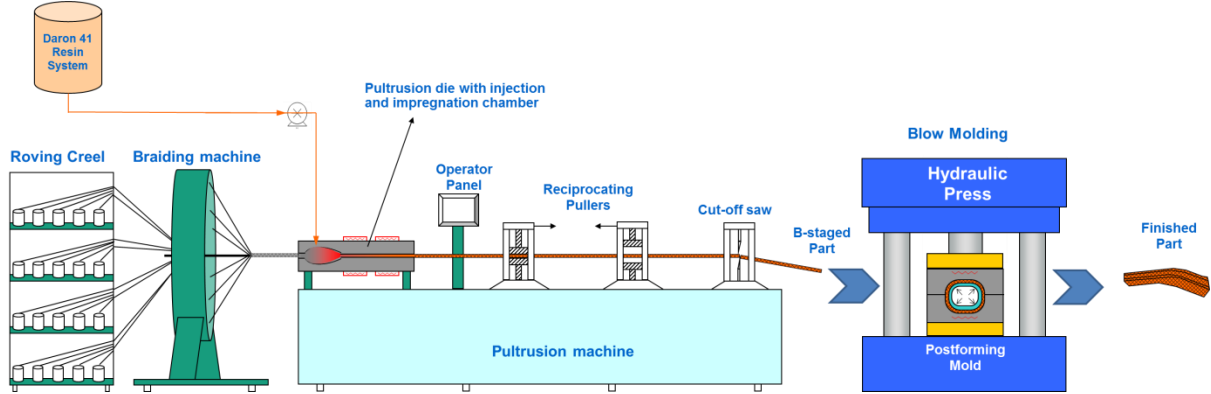 Daron 41
Resin
System
Pultrusion die with injection
and impregnation chamber
Roving Creel
Braiding machine
Operator
Panel
Reciprocating
Pullers
Cut-off saw
B-staged
Part
Blow Molding
Hydraulic
Press
Finished
Part
Pultrusion machine
Postforming
Mold